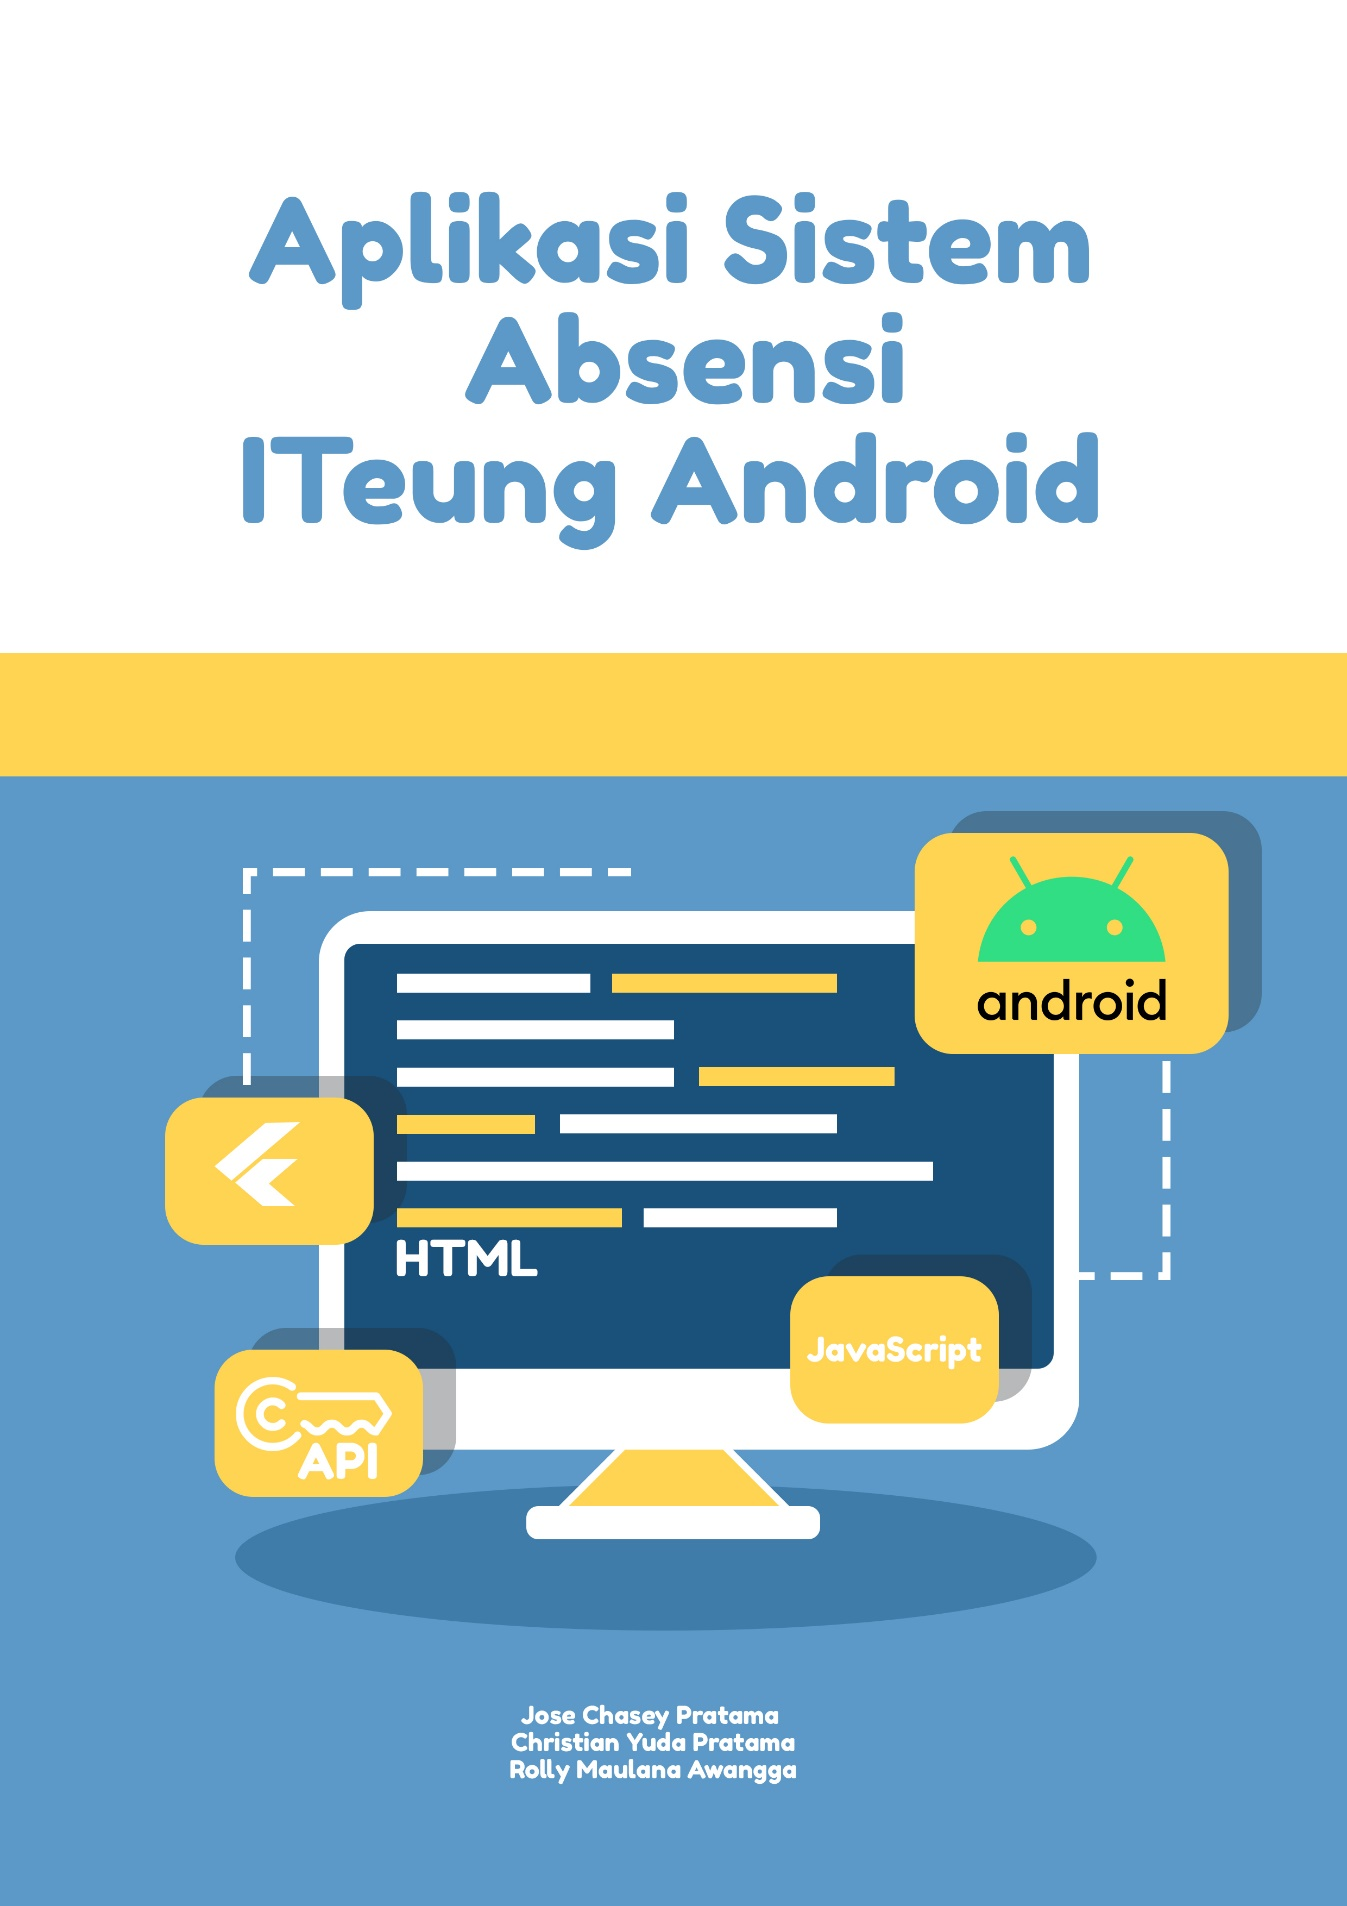 Aplikasi Sistem
Absensi
ITeung Android
android
HTML
JavaScript
API
Jose Chasey Pratama
Christian Yuda Pratama
Rolly Maulana Awangga